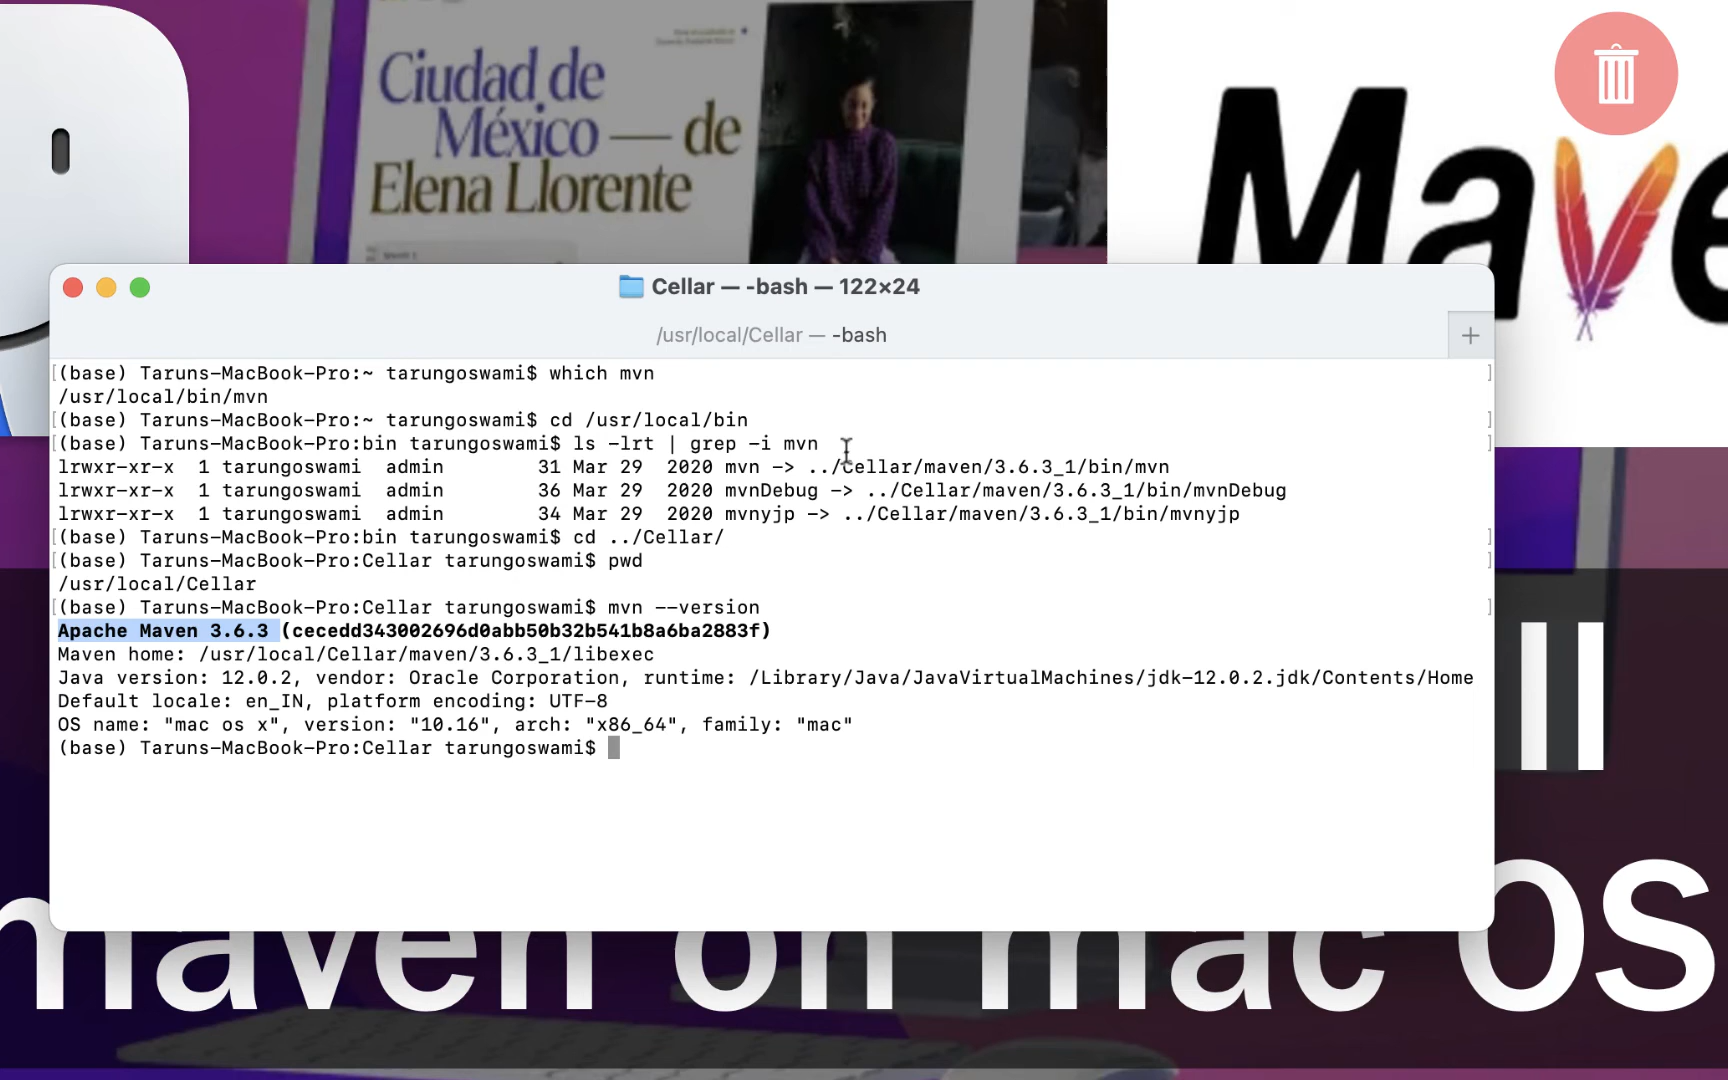 Ciudad de
México — de
Elena Llorente
Mave
Cellar — -bash — 122×24
/usr/local/Cellar — -bash
+
[(base) Taruns-MacBook-Pro:~ tarungoswami$ which mvn ]
/usr/local/bin/mvn
[(base) Taruns-MacBook-Pro:~ tarungoswami$ cd /usr/local/bin ]
[(base) Taruns-MacBook-Pro:bin tarungoswami$ ls -lrt | grep -i mvn ]
lrwxr-xr-x  1 tarungoswami  admin        31 Mar 29  2020 mvn -> ../Cellar/maven/3.6.3_1/bin/mvn
lrwxr-xr-x  1 tarungoswami  admin        36 Mar 29  2020 mvnDebug -> ../Cellar/maven/3.6.3_1/bin/mvnDebug
lrwxr-xr-x  1 tarungoswami  admin        34 Mar 29  2020 mvnyjp -> ../Cellar/maven/3.6.3_1/bin/mvnyjp
[(base) Taruns-MacBook-Pro:bin tarungoswami$ cd ../Cellar/ ]
[(base) Taruns-MacBook-Pro:Cellar tarungoswami$ pwd ]
/usr/local/Cellar
[(base) Taruns-MacBook-Pro:Cellar tarungoswami$ mvn --version ]
Apache Maven 3.6.3 (cecedd343002696d0abb50b32b541b8a6ba2883f)
Maven home: /usr/local/Cellar/maven/3.6.3_1/libexec
Java version: 12.0.2, vendor: Oracle Corporation, runtime: /Library/Java/JavaVirtualMachines/jdk-12.0.2.jdk/Contents/Home
Default locale: en_IN, platform encoding: UTF-8
OS name: "mac os x", version: "10.16", arch: "x86_64", family: "mac"
(base) Taruns-MacBook-Pro:Cellar tarungoswami$
ll
maven on mac OS